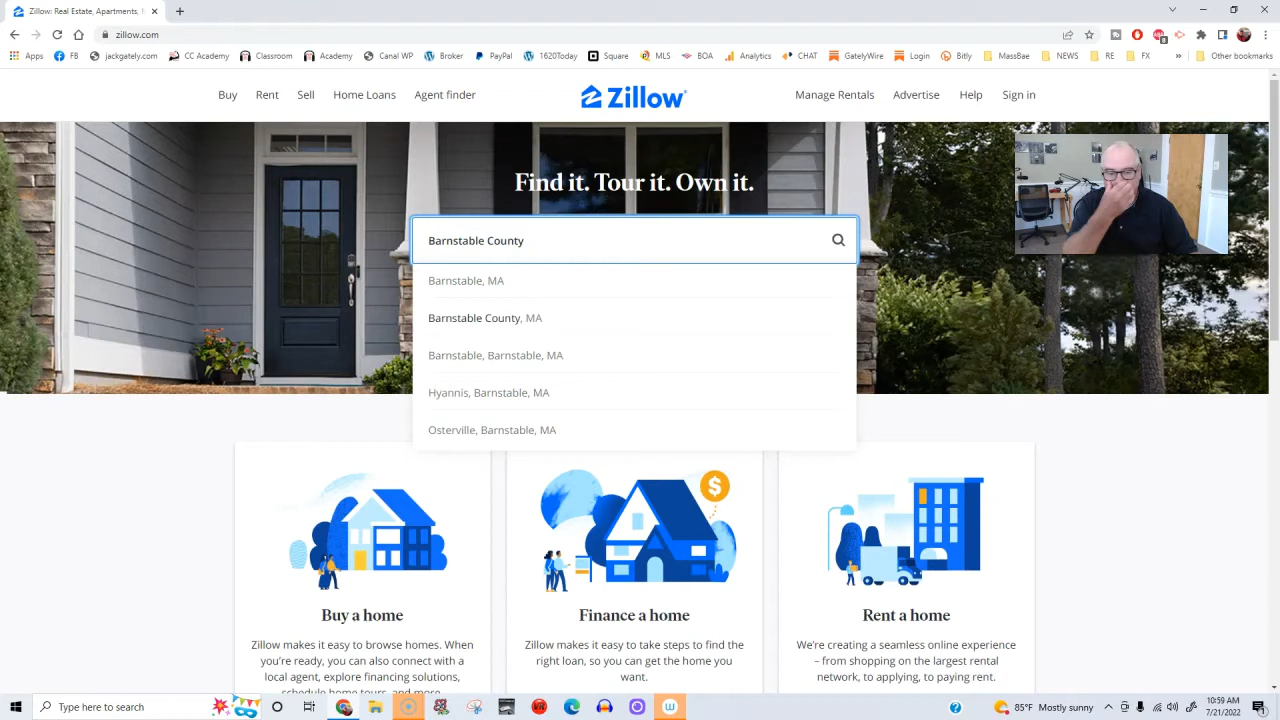 Zillow: Real Estate, Apartments,
zillow.com
Apps
FB
jackgately.com
CC Academy
Classroom
Academy
Canal WP
Broker
PayPal
1620Today
Square
MLS
BOA
Analytics
CHAT
GatelyWire
Login
Bitly
MassBae
NEWS
RE
FX
»
Other bookmarks
Buy
Rent
Sell
Home Loans
Agent finder
Zillow
Manage Rentals
Advertise
Help
Sign in
Find it. Tour it. Own it.
Barnstable County
Barnstable, MA
Barnstable County, MA
Barnstable, Barnstable, MA
Hyannis, Barnstable, MA
Osterville, Barnstable, MA
$
Buy a home
Zillow makes it easy to browse homes. When
you're ready, you can also connect with a
local agent, explore financing solutions,
schedule home tours, and more.
Finance a home
Zillow makes it easy to take steps to find the
right loan, so you can get the home you
want.
Rent a home
We're creating a seamless online experience
– from shopping on the largest rental
network, to applying, to paying rent.
Type here to search
85°F Mostly sunny
10:59 AM
7/21/2022